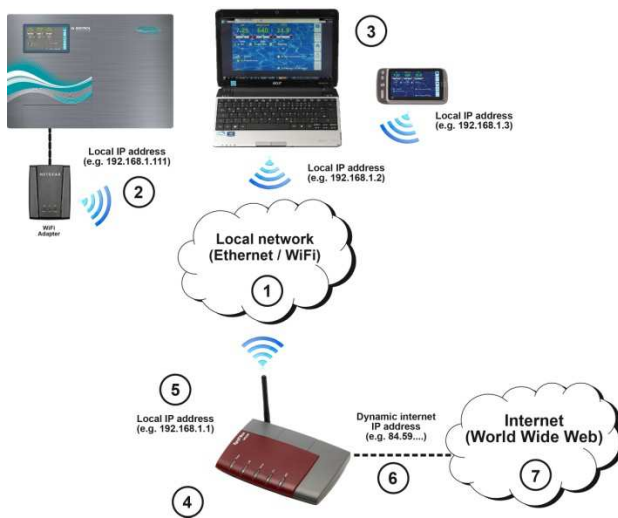 3
Local IP address
(e.g. 192.168.1.3)
Local IP address
(e.g. 192.168.1.111)
Local IP address
(e.g. 192.168.1.2)
2
NETGEAR
WiFi
Adapter
Local network
(Ethernet / WiFi)
1
5
Local IP address
(e.g. 192.168.1.1)
Dynamic internet
IP address
(e.g. 84.59....)
Internet
(World Wide Web)
4
6
7